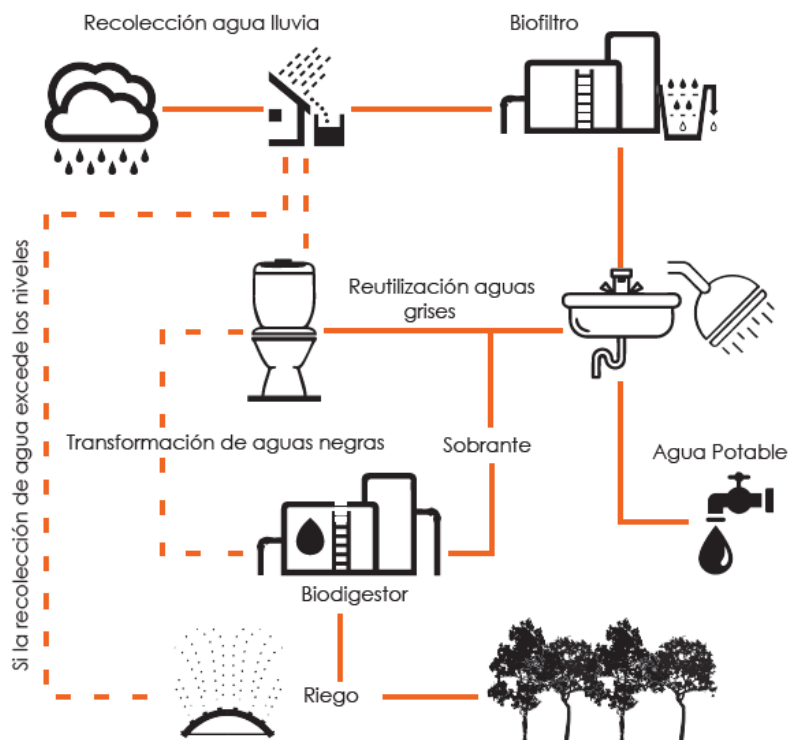 Recolección agua lluvia
Biofiltro
Reutilización aguas
grises
Transformación de aguas negras
Sobrante
Agua Potable
Si la recolección de agua excede los niveles
Biodigestor
Riego